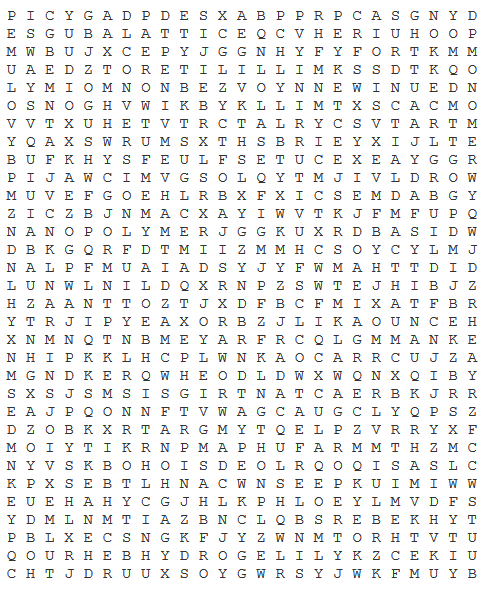 P I C Y G A D P D E S X A B P P R P C A S G N Y D
E S G U B A L A T T I C E Q C V H E R I U H O O P
M W B U J X C E P Y J G G N H Y F Y F O R T K M M
U A E D Z T O R E T I L I L L I M K S S D T K Q O
L Y M I O M N O N B E Z V O Y N N E W I N U E D N
O S N O G H V W I K B Y K L L I M T X S C A C M O
V V T X U H E T V T R C T A L R Y C S V T A R T M
Y Q A X S W R U M S X T H S B R I E Y X I J L T E
B U F K H Y S F E U L F S E T U C E X E A Y G G R
P I J A W C I M V G S O L Q Y T M J I V L D R O W
M U V E F G O E H L R B X F X I C S E M D A B G Y
Z I C Z B J N M A C X A Y I W V T K J F M F U P Q
N A N O P O L Y M E R J G G K U X R D B A S I D W
D B K G Q R F D T M I I Z M M H C S O Y C Y L M J
N A L P F M U A I A D S Y J Y F W M A H T T D I D
L U N W L N I L D Q X R N P Z S W T E J H I B J Z
H Z A A N T T O Z T J X D F B C F M I X A T F B R
Y T R J I P Y E A X O R B Z J L I K A O U N C E H
X N M N Q T N B M E Y A R F R C Q L G M M A N K E
N H I P K K L H C P L W N K A O C A R R C U J Z A
M G N D K E R Q W H E O D L D W X W Q N X Q I B Y
S X S J S M S I S G I R T N A T C A E R B K J R R
E A J P Q O N N F T V W A G C A U G C L Y Q P S Z
D Z O B K X R T A R G M Y T Q E L P Z V R R Y X F
M O I Y T I K R N P M A P H U F A R M M T H Z M C
N Y V S K B O H O I S D E O L R Q O Q I S A S L C
K P X S E B T L H N A C W N S E E P K U I M I W W
E U E H A H Y C G J H L K P H L O E Y L M V D F S
Y D M L N M T I A Z B N C L Q B S R E B E K H Y T
P B L X E C S N G K F J Y Z W N M T O R H T V T U
Q O U R H E B H Y D R O G E L I L Y K Z C E K I U
C H T J D R U U X S O Y G W R S Y J W K F M U Y B